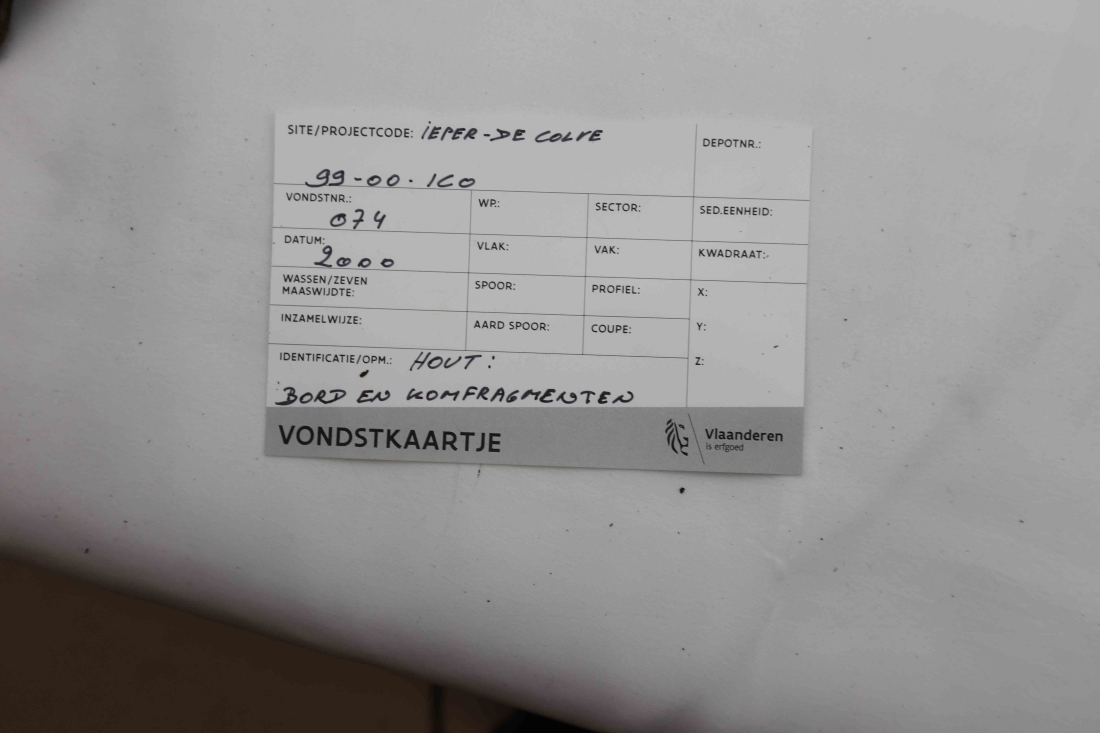 SITE/PROJECTCODE: IEPER-DE COLVE
DEPOTNR.:
99-00-ICO
VONDSTNR.:
074
WP.:
SECTOR:
SED.EENHEID:
DATUM:
2000
VLAK:
VAK:
KWADRAAT:
WASSEN/ZEVEN
MAASWIJDTE:
SPOOR:
PROFIEL:
X:
INZAMELWIJZE:
AARD SPOOR:
COUPE:
Y:
IDENTIFICATIE/OPM.: HOUT:
Z:
BORD EN KOMFRAGMENTEN
VONDSTKAARTJE
Vlaanderen
is erfgoed